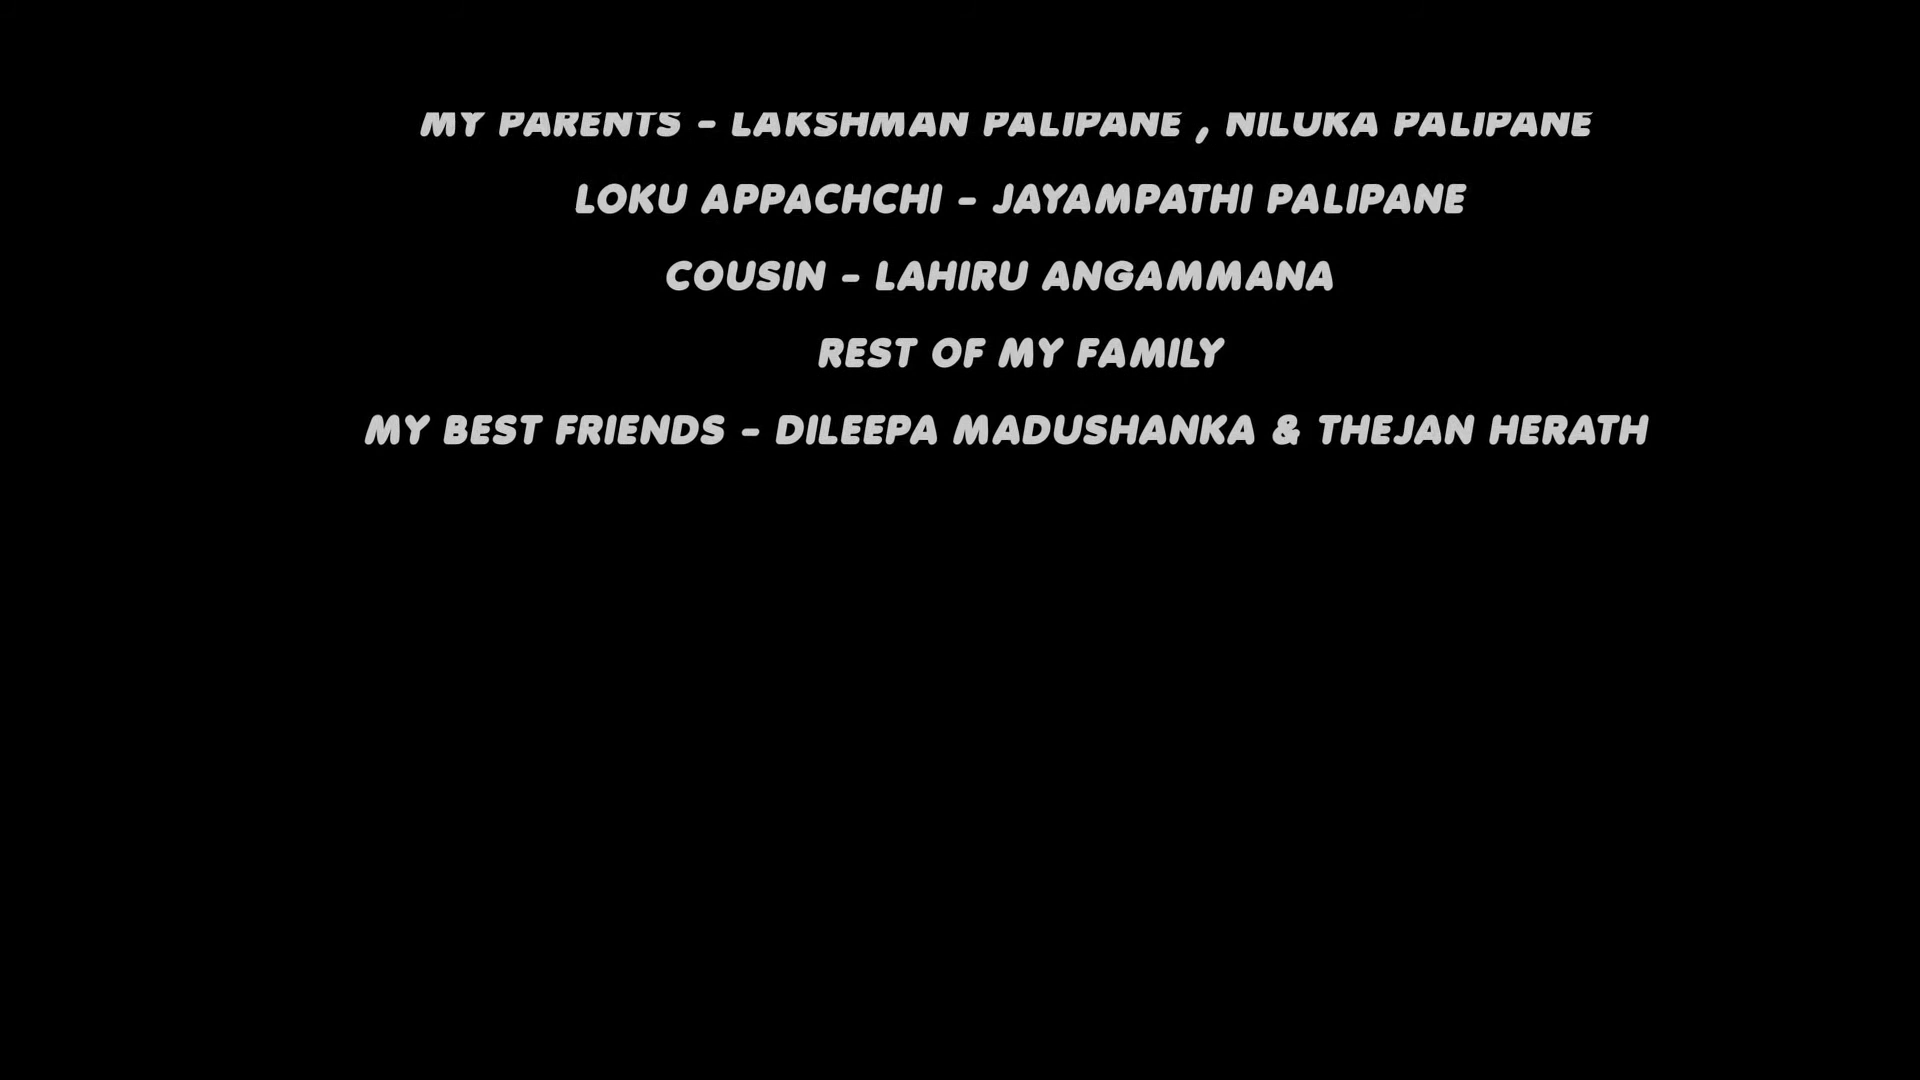 MY PARENTS - LAKSHMAN PALIPANE , NILUKA PALIPANE
LOKU APPACHCHI - JAYAMPATHI PALIPANE
COUSIN - LAHIRU ANGAMMANA
REST OF MY FAMILY
MY BEST FRIENDS - DILEEPA MADUSHANKA & THEJAN HERATH